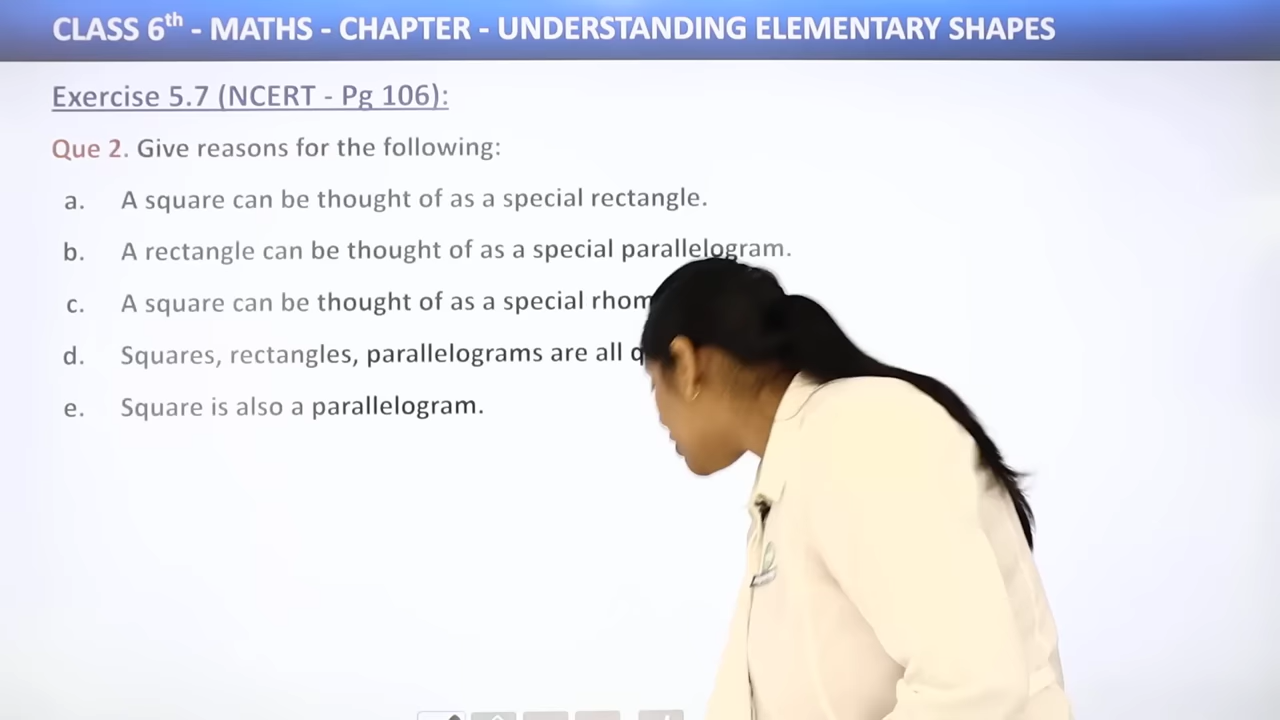 CLASS 6th - MATHS - CHAPTER - UNDERSTANDING ELEMENTARY SHAPES
Exercise 5.7 (NCERT - Pg 106):
Que 2. Give reasons for the following:
a. A square can be thought of as a special rectangle.
b. A rectangle can be thought of as a special parallelogram.
c. A square can be thought of as a special
d. Squares, rectangles, parallelograms are all
e. Square is also a parallelogram.